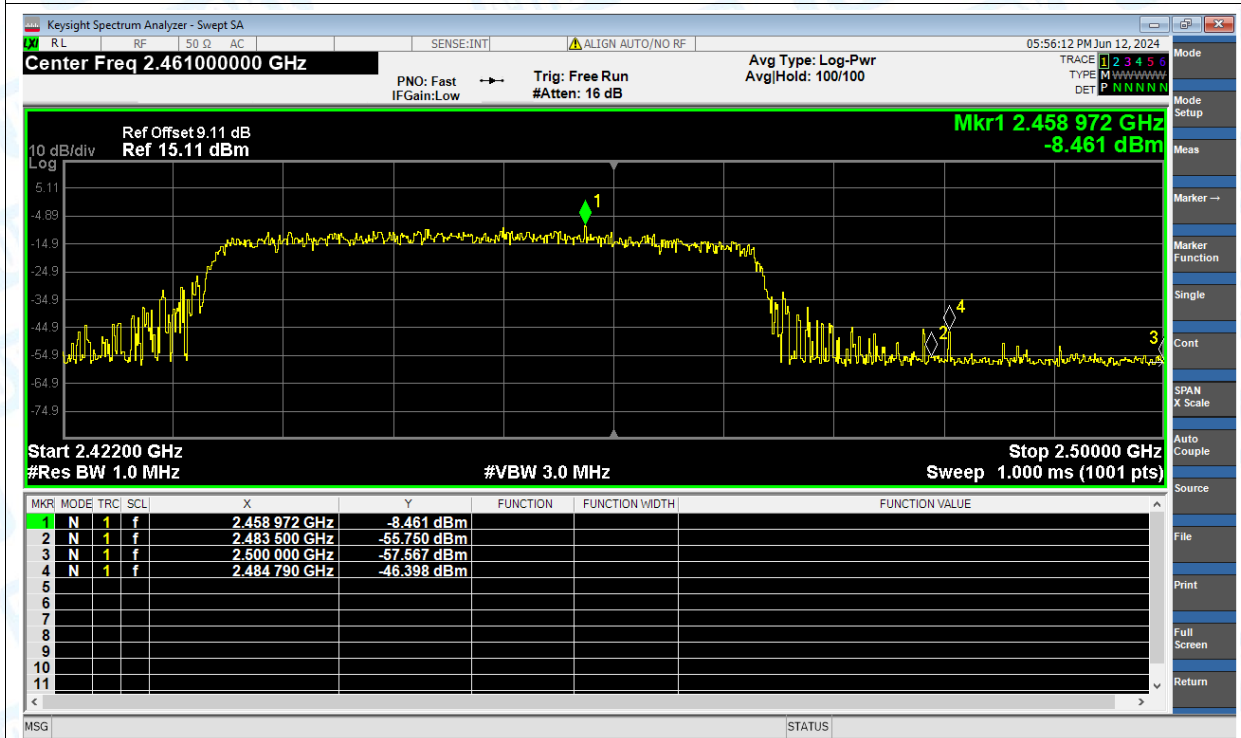 Keysight Spectrum Analyzer - Swept SA
LXI RL RF 50 Ω AC SENSE:INT ALIGN AUTO/NO RF 05:56:12 PM Jun 12, 2024
Center Freq 2.461000000 GHz
PNO: Fast
IFGain:Low
Trig: Free Run
#Atten: 16 dB
Avg Type: Log-Pwr
Avg|Hold: 100/100
TRACE 1 2 3 4 5 6
TYPE M WWWWW
DET P N N N N N
Mkr1 2.458 972 GHz
-8.461 dBm
Ref Offset 9.11 dB
10 dB/div Ref 15.11 dBm
Log
5.11
-4.89
-14.9
-24.9
-34.9
-44.9
-54.9
-64.9
-74.9
1
2
4
3
Start 2.42200 GHz Stop 2.50000 GHz
#Res BW 1.0 MHz #VBW 3.0 MHz Sweep 1.000 ms (1001 pts)
MKR MODE TRC SCL X Y FUNCTION FUNCTION WIDTH FUNCTION VALUE
1 N 1 f 2.458 972 GHz -8.461 dBm
2 N 1 f 2.483 500 GHz -55.750 dBm
3 N 1 f 2.500 000 GHz -57.567 dBm
4 N 1 f 2.484 790 GHz -46.398 dBm
5
6
7
8
9
10
11
MSG STATUS
Mode
Mode
Setup
Meas
Marker →
Marker
Function
Single
Cont
SPAN
X Scale
Auto
Couple
Source
File
Print
Full
Screen
Return